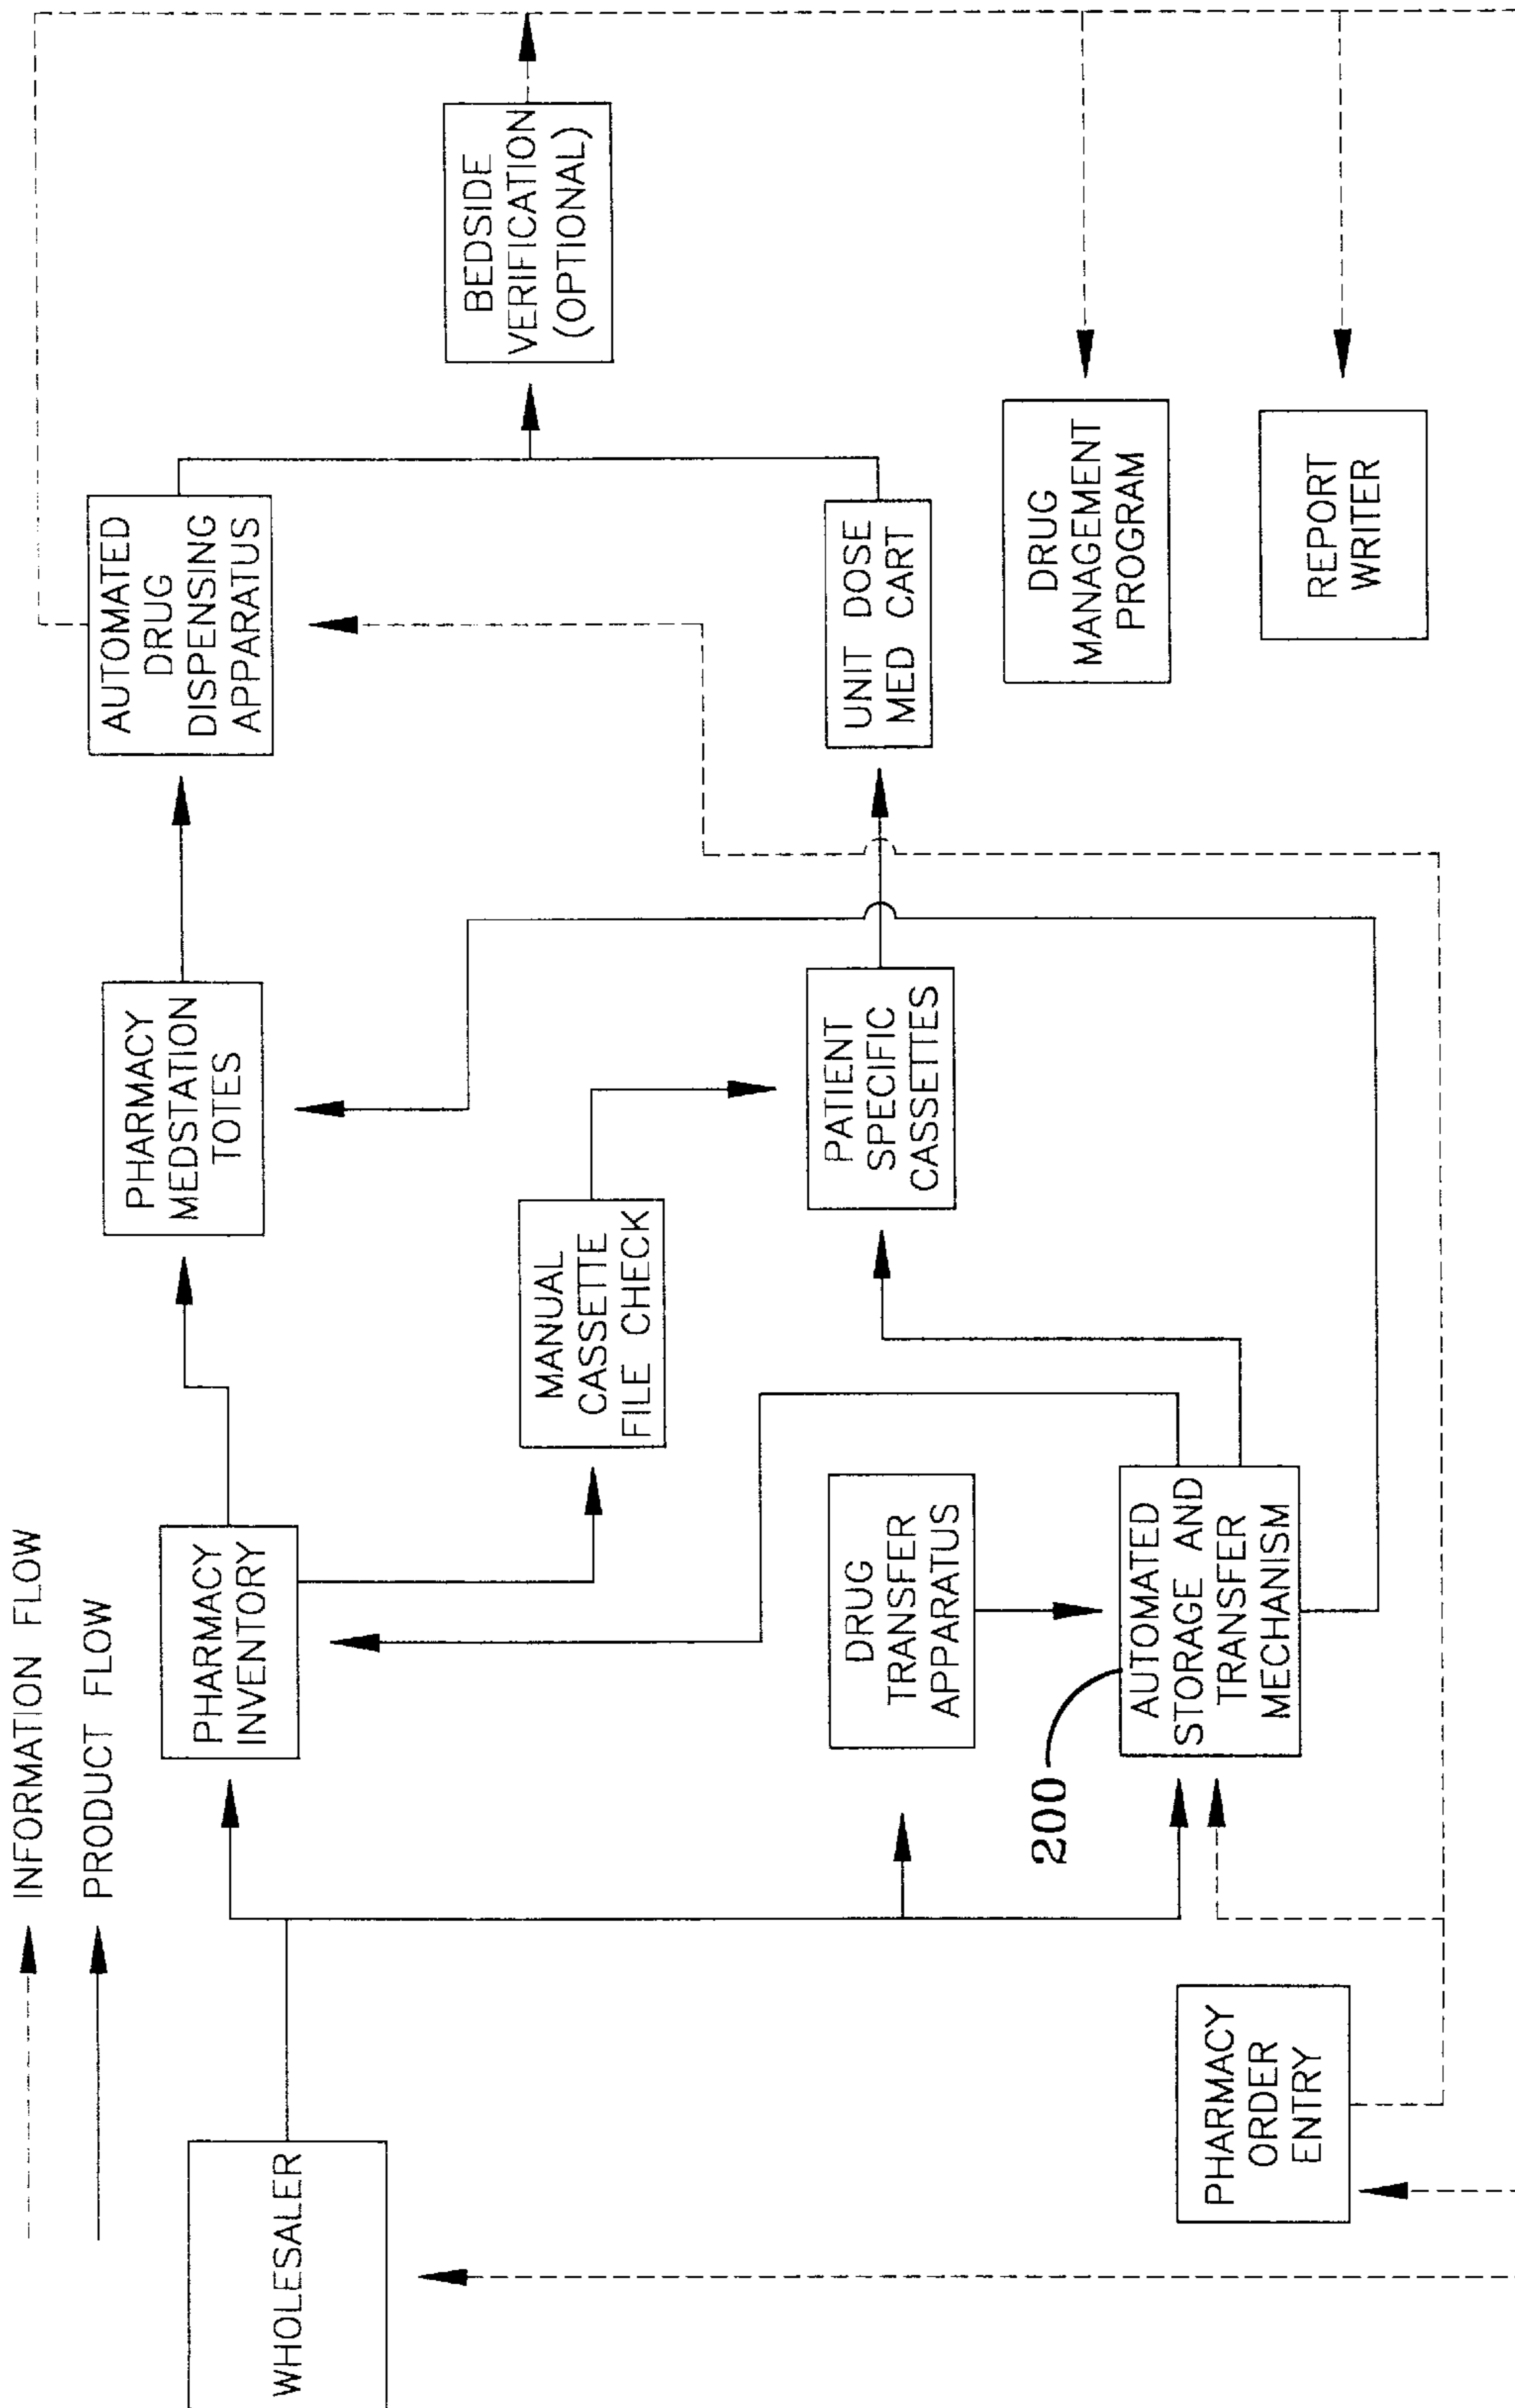 INFORMATION FLOW
PRODUCT FLOW
WHOLESALER
PHARMACY
INVENTORY
PHARMACY
MEDSTATION
TOTES
AUTOMATED
DRUG
DISPENSING
APPARATUS
BEDSIDE
VERIFICATION
(OPTIONAL)
MANUAL
CASSETTE
FILE CHECK
DRUG
TRANSFER
APPARATUS
PATIENT
SPECIFIC
CASSETTES
UNIT DOSE
MED CART
200
AUTOMATED
STORAGE AND
TRANSFER
MECHANISM
PHARMACY
ORDER
ENTRY
DRUG
MANAGEMENT
PROGRAM
REPORT
WRITER